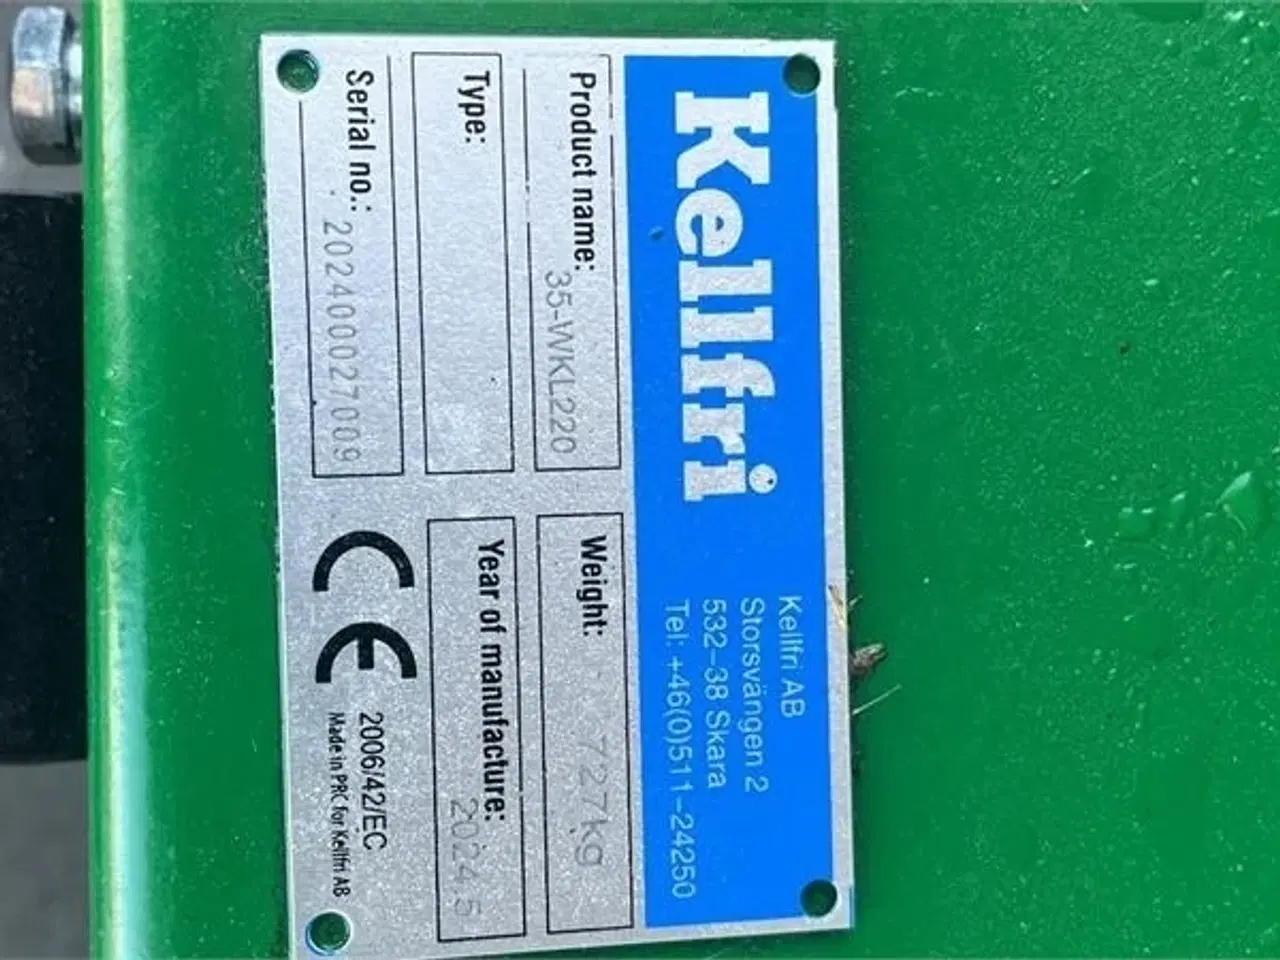 Kellfri
Kellfri AB
Storsvängen 2
532-38 Skara
Tel: +46(0)511-24250
Product name: 35-WKL220
Weight: 727kg
Type:
Year of manufacture: 2024.5
Serial no.: 202400027009
CE
2006/42/EC
Made in PRC for Kellfri AB